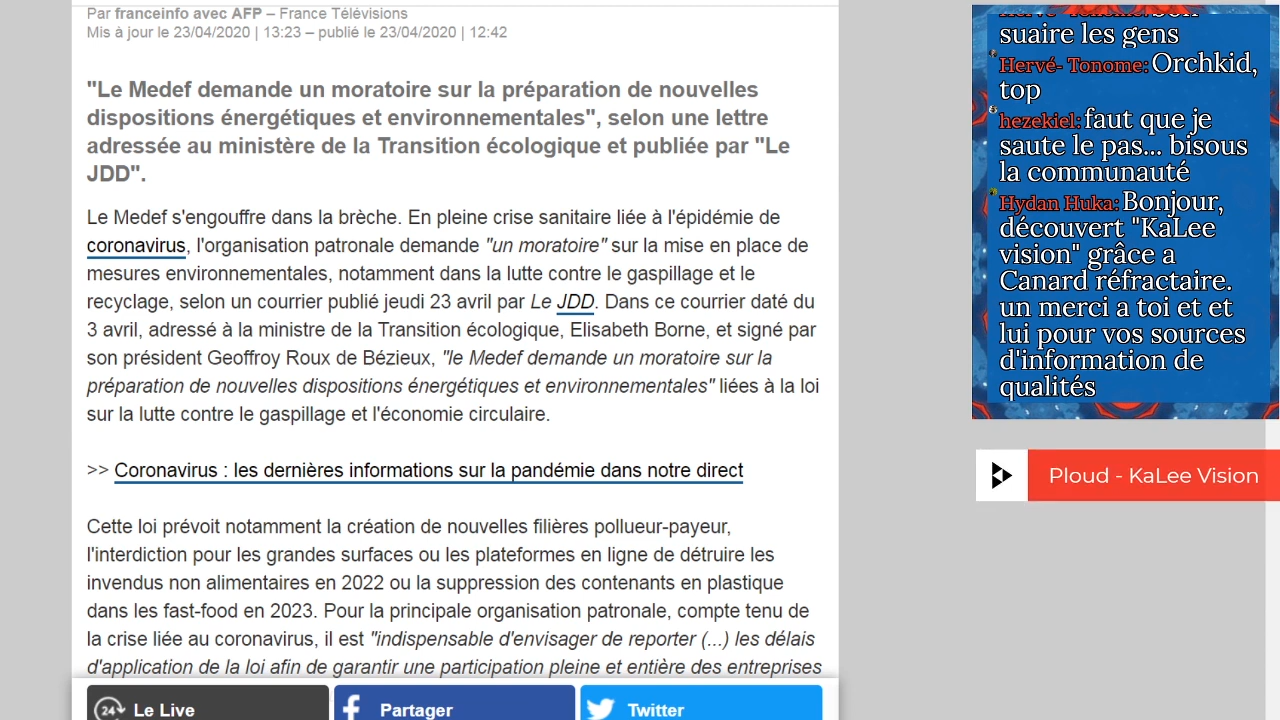 Par franceinfo avec AFP – France Télévisions
Mis à jour le 23/04/2020 | 13:23 – publié le 23/04/2020 | 12:42
"Le Medef demande un moratoire sur la préparation de nouvelles
dispositions énergétiques et environnementales", selon une lettre
adressée au ministère de la Transition écologique et publiée par "Le
JDD".
Le Medef s'engouffre dans la brèche. En pleine crise sanitaire liée à l'épidémie de
coronavirus, l'organisation patronale demande "un moratoire" sur la mise en place de
mesures environnementales, notamment dans la lutte contre le gaspillage et le
recyclage, selon un courrier publié jeudi 23 avril par Le JDD. Dans ce courrier daté du
3 avril, adressé à la ministre de la Transition écologique, Elisabeth Borne, et signé par
son président Geoffroy Roux de Bézieux, "le Medef demande un moratoire sur la
préparation de nouvelles dispositions énergétiques et environnementales" liées à la loi
sur la lutte contre le gaspillage et l'économie circulaire.
>> Coronavirus : les dernières informations sur la pandémie dans notre direct
Cette loi prévoit notamment la création de nouvelles filières pollueur-payeur,
l'interdiction pour les grandes surfaces ou les plateformes en ligne de détruire les
invendus non alimentaires en 2022 ou la suppression des contenants en plastique
dans les fast-food en 2023. Pour la principale organisation patronale, compte tenu de
la crise liée au coronavirus, il est "indispensable d'envisager de reporter (...) les délais
d'application de la loi afin de garantir une participation pleine et entière des entreprises
24 Le Live
Partager
Twitter
suaire les gens
Hervé- Tonome: Orchkid,
top
hezekiel: faut que je
saute le pas... bisous
la communauté
Hydan Huka: Bonjour,
découvert "KaLee
vision" grâce a
Canard réfractaire.
un merci a toi et et
lui pour vos sources
d'information de
qualités
Ploud - KaLee Vision